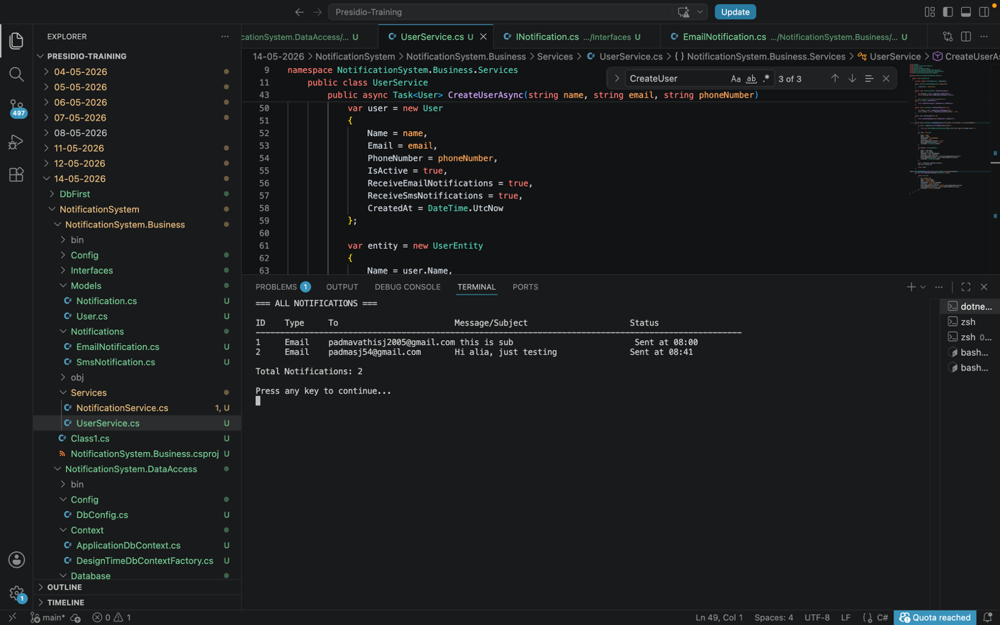 Presidio-Training
Update
EXPLORER
PRESIDIO-TRAINING
04-05-2026
05-05-2026
06-05-2026
07-05-2026
08-05-2026
11-05-2026
12-05-2026
14-05-2026
DbFirst
NotificationSystem
NotificationSystem.Business
bin
Config
Interfaces
Models
Notification.cs U
User.cs U
Notifications
EmailNotification.cs U
SmsNotification.cs U
obj
Services
NotificationService.cs 1, U
UserService.cs U
Class1.cs U
NotificationSystem.Business.csproj U
NotificationSystem.DataAccess
bin
Config
DbConfig.cs U
Context
ApplicationDbContext.cs U
DesignTimeDbContextFactory.cs U
Database
OUTLINE
TIMELINE
497
1
cationSystem.DataAccess/... U
UserService.cs U
INotification.cs .../Interfaces U
EmailNotification.cs .../NotificationSystem.Business/... U
14-05-2026 > NotificationSystem > NotificationSystem.Business > Services > UserService.cs > { } NotificationSystem.Business.Services > UserService > CreateUserAs
CreateUser Aa ab .* 3 of 3
9 namespace NotificationSystem.Business.Services
11 public class UserService
43 public async Task<User> CreateUserAsync(string name, string email, string phoneNumber)
50 var user = new User
51 {
52 Name = name,
53 Email = email,
54 PhoneNumber = phoneNumber,
55 IsActive = true,
56 ReceiveEmailNotifications = true,
57 ReceiveSmsNotifications = true,
58 CreatedAt = DateTime.UtcNow
59 };
60
61 var entity = new UserEntity
62 {
63 Name = user.Name,
PROBLEMS 1 OUTPUT DEBUG CONSOLE TERMINAL PORTS
=== ALL NOTIFICATIONS ===
ID Type To Message/Subject Status
1 Email padmavathisj2005@gmail.com this is sub Sent at 08:00
2 Email padmasj54@gmail.com Hi alia, just testing Sent at 08:41
Total Notifications: 2
Press any key to continue...
dotne...
zsh
zsh 0...
bash...
bash...
main* 0 1
Ln 49, Col 1 Spaces: 4 UTF-8 LF { } C# Quota reached